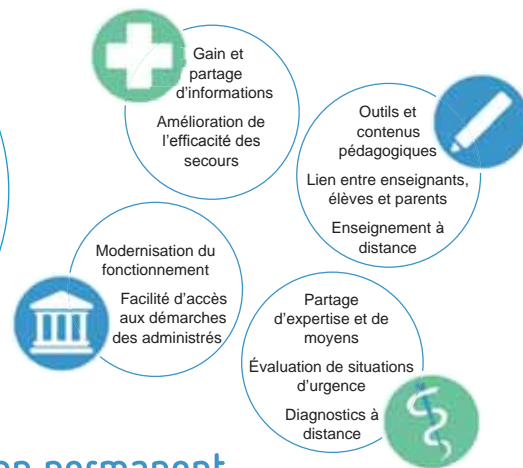 Gain et
partage
d'informations
Amélioration de
l'efficacité des
secours
Outils et
contenus
pédagogiques
Lien entre enseignants,
élèves et parents
Enseignement à
distance
Modernisation du
fonctionnement
Facilité d'accès
aux démarches
des administrés
Partage
d'expertise et de
moyens
Évaluation de situations
d'urgence
Diagnostics à
distance
en permanent